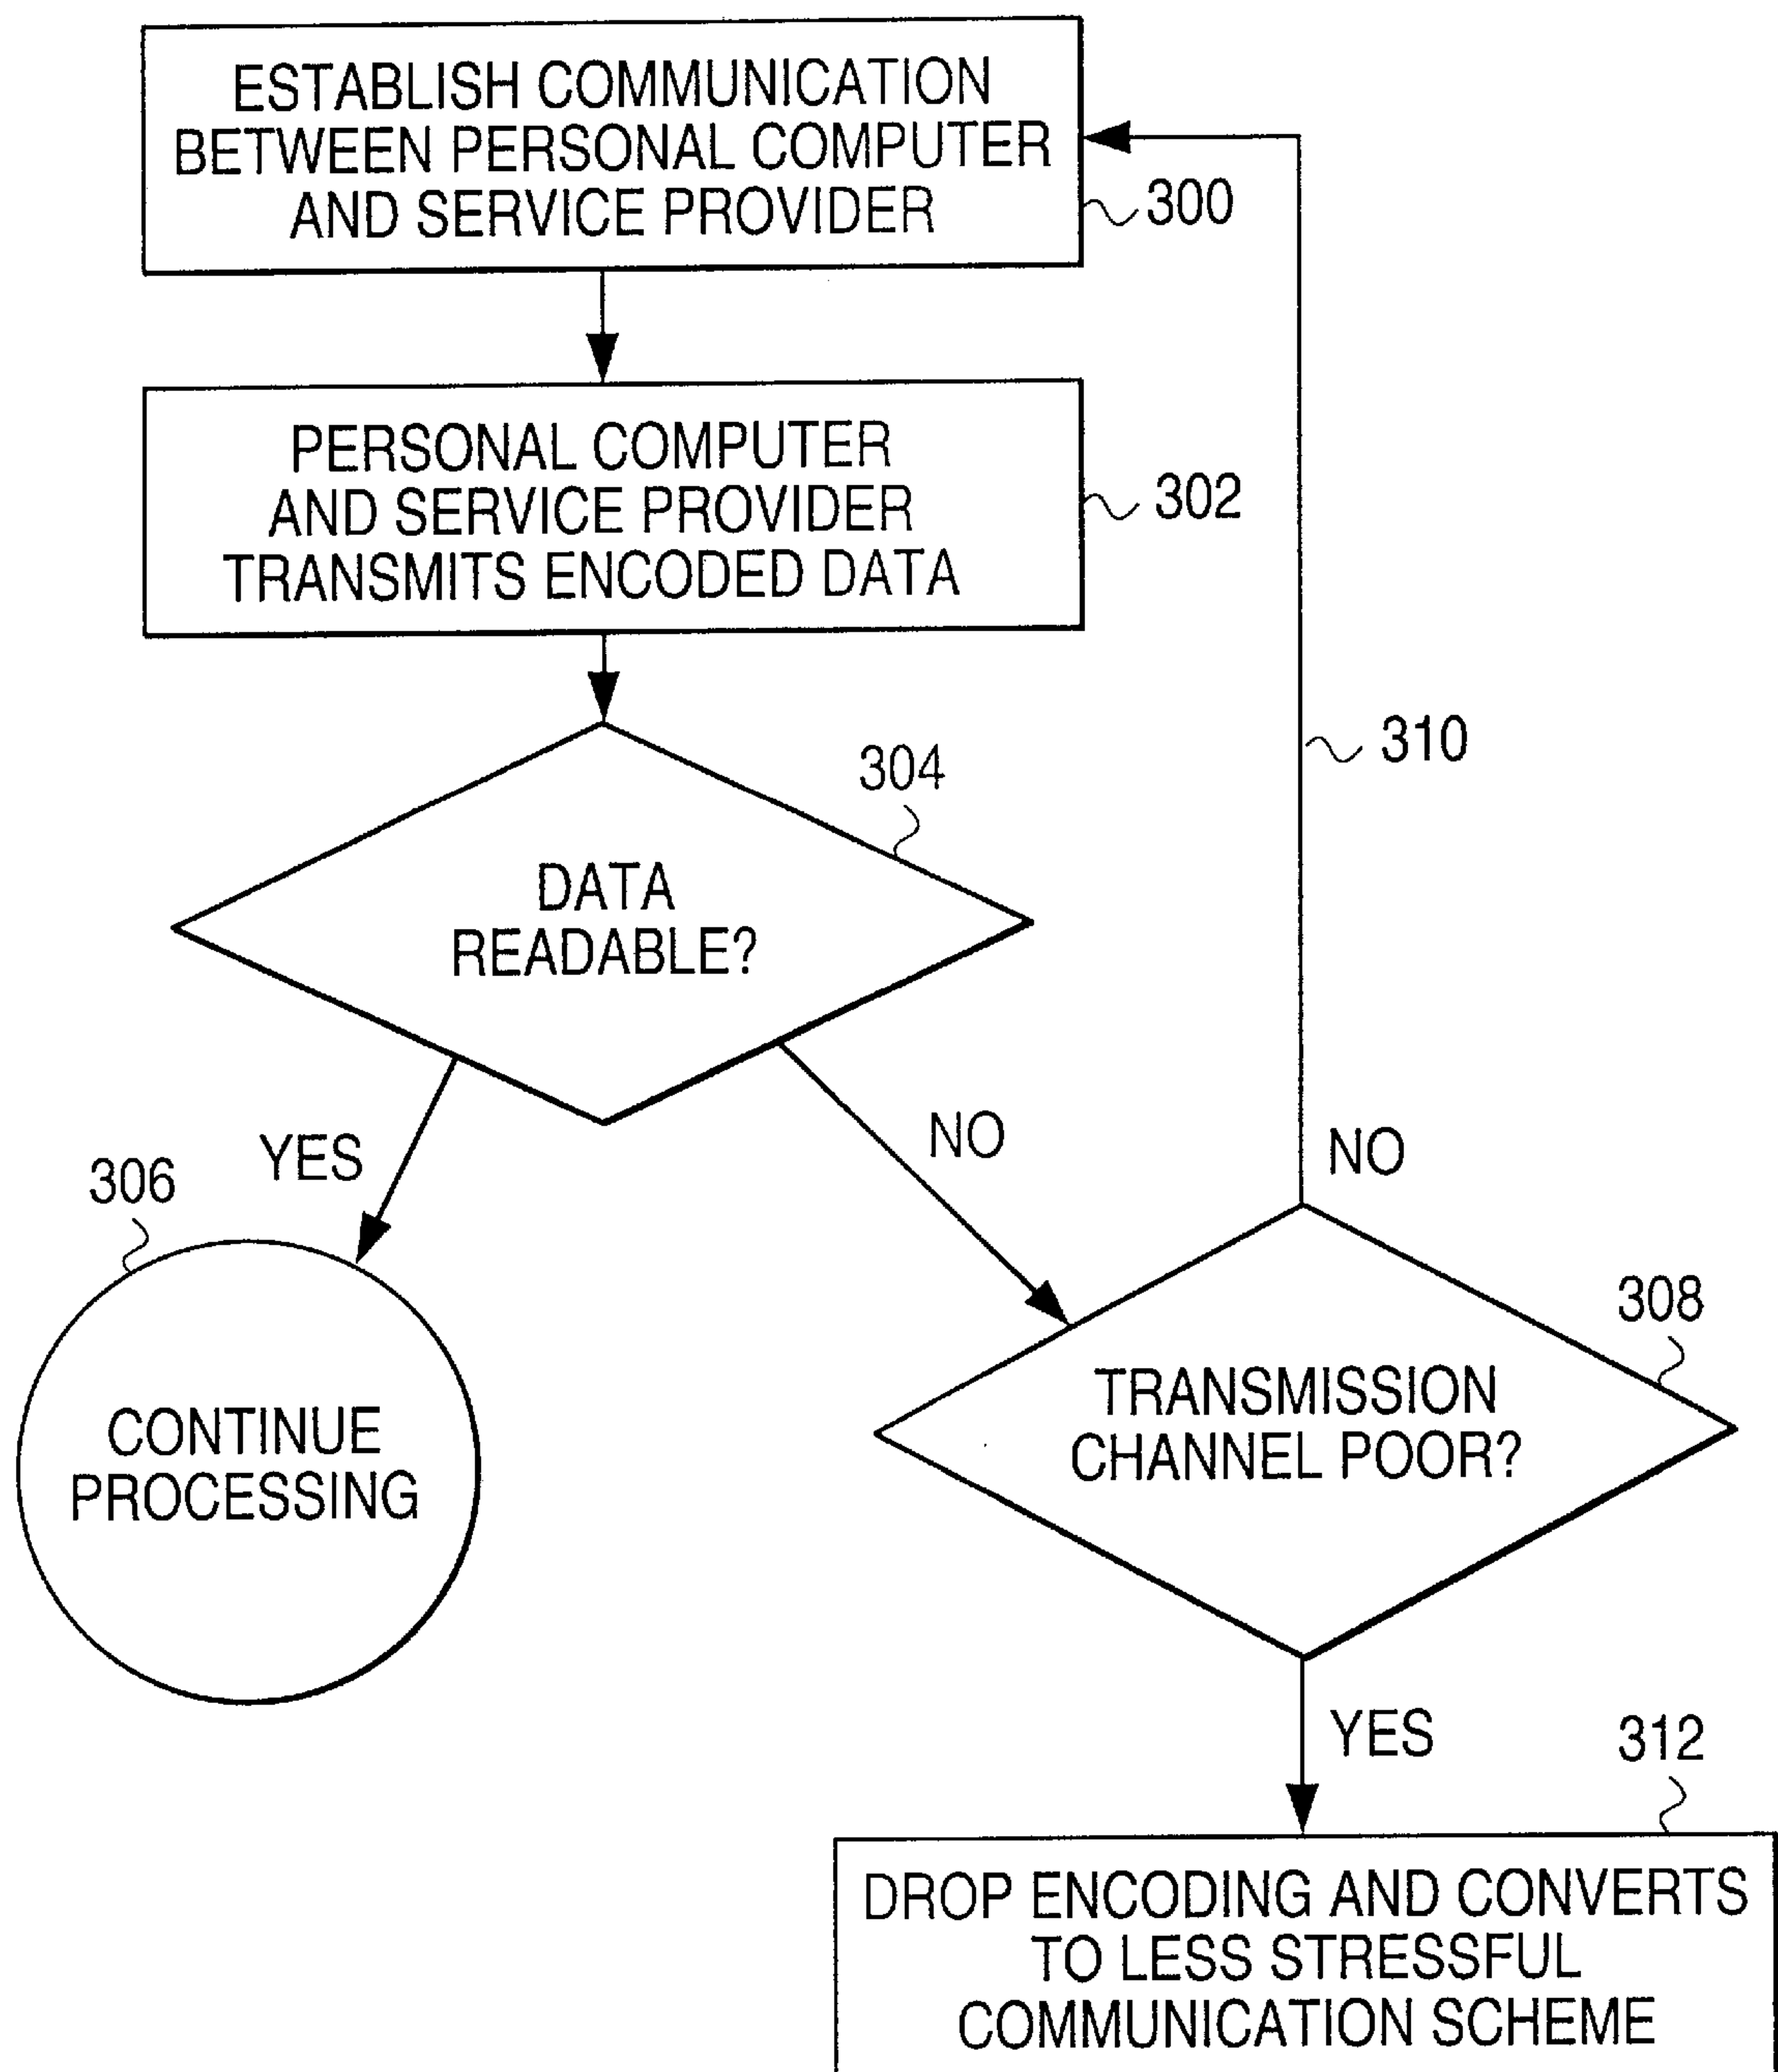 ESTABLISH COMMUNICATION
BETWEEN PERSONAL COMPUTER
AND SERVICE PROVIDER
300
PERSONAL COMPUTER
AND SERVICE PROVIDER
TRANSMITS ENCODED DATA
302
310
304
DATA
READABLE?
YES
NO
NO
306
308
CONTINUE
PROCESSING
TRANSMISSION
CHANNEL POOR?
YES
312
DROP ENCODING AND CONVERTS
TO LESS STRESSFUL
COMMUNICATION SCHEME